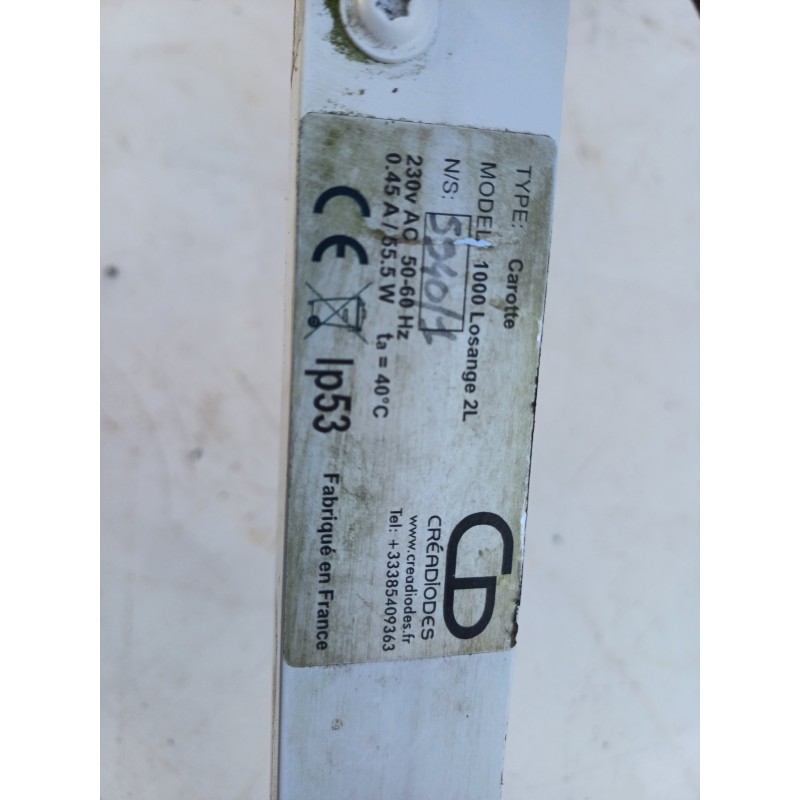 TYPE: Carotte
MODEL: 1000 Losange 2L
N/S:
230v AC 50-60 Hz
0.45 A / 55.5 W ta = 40°C
CE Ip53 Fabriqué en France
CD
CRÉADIODES
www.creadiodes.fr
Tel: +33385409363